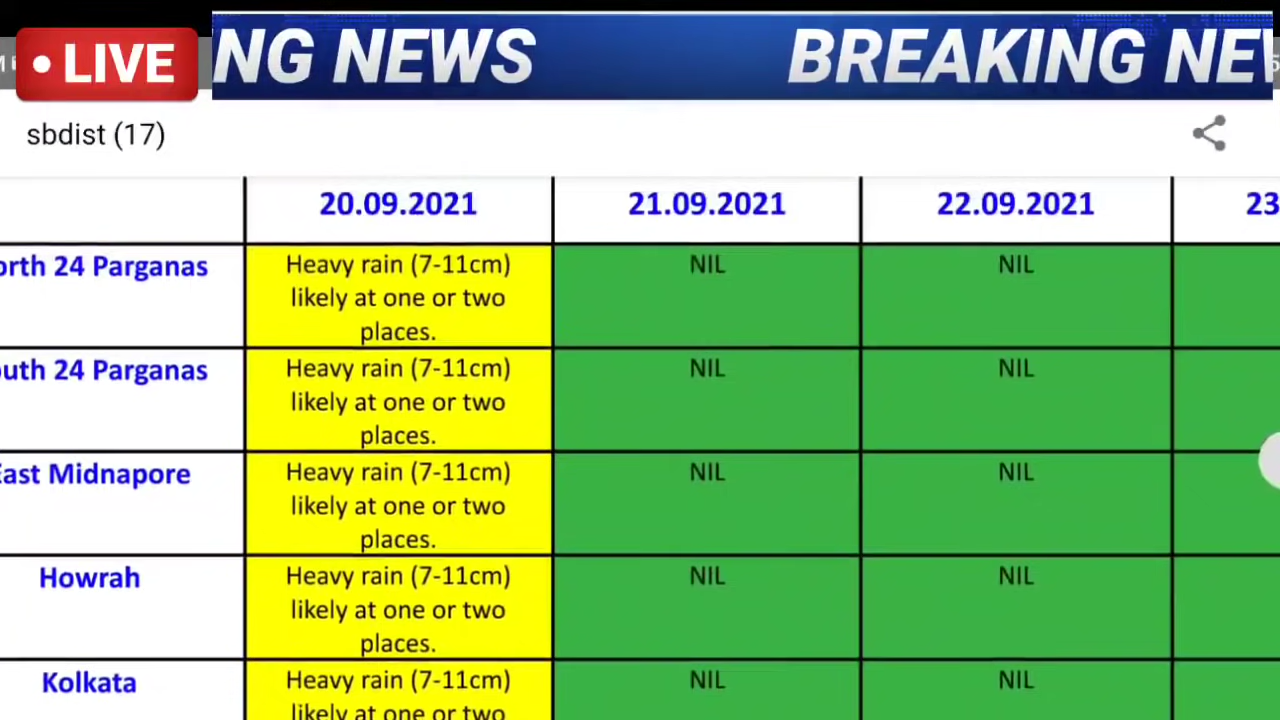 LIVE
NG NEWS BREAKING NEW
sbdist (17)
20.09.2021 21.09.2021 22.09.2021 23
orth 24 Parganas Heavy rain (7-11cm) NIL NIL
likely at one or two
places.
outh 24 Parganas Heavy rain (7-11cm) NIL NIL
likely at one or two
places.
East Midnapore Heavy rain (7-11cm) NIL NIL
likely at one or two
places.
Howrah Heavy rain (7-11cm) NIL NIL
likely at one or two
places.
Kolkata Heavy rain (7-11cm) NIL NIL
likely at one or two